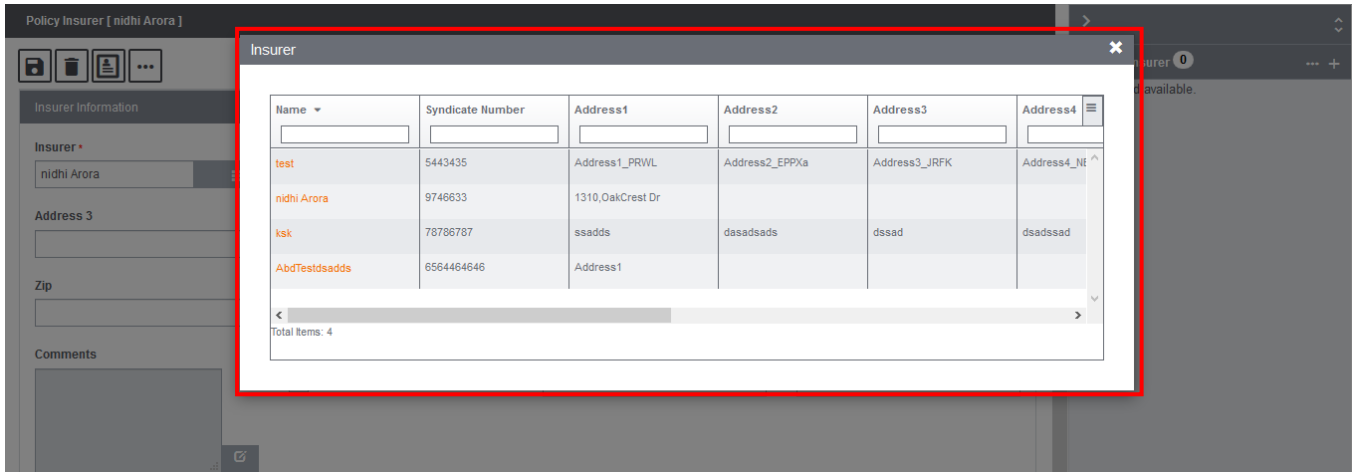 Policy Insurer [ nidhi Arora ]
Insurer
Insurer Information
Insurer •
nidhi Arora
Address 3
Zip
Comments
Name Syndicate Number Address1 Address2 Address3 Address4
test 5443435 Address1_PRWL Address2_EPPXa Address3_JRFK Address4_NE
nidhi Arora 9746633 1310,OakCrest Dr
ksk 78786787 ssadds dasadsads dssad dsadssad
AbdTestdsadds 6564464646 Address1
Total Items: 4
0
available.